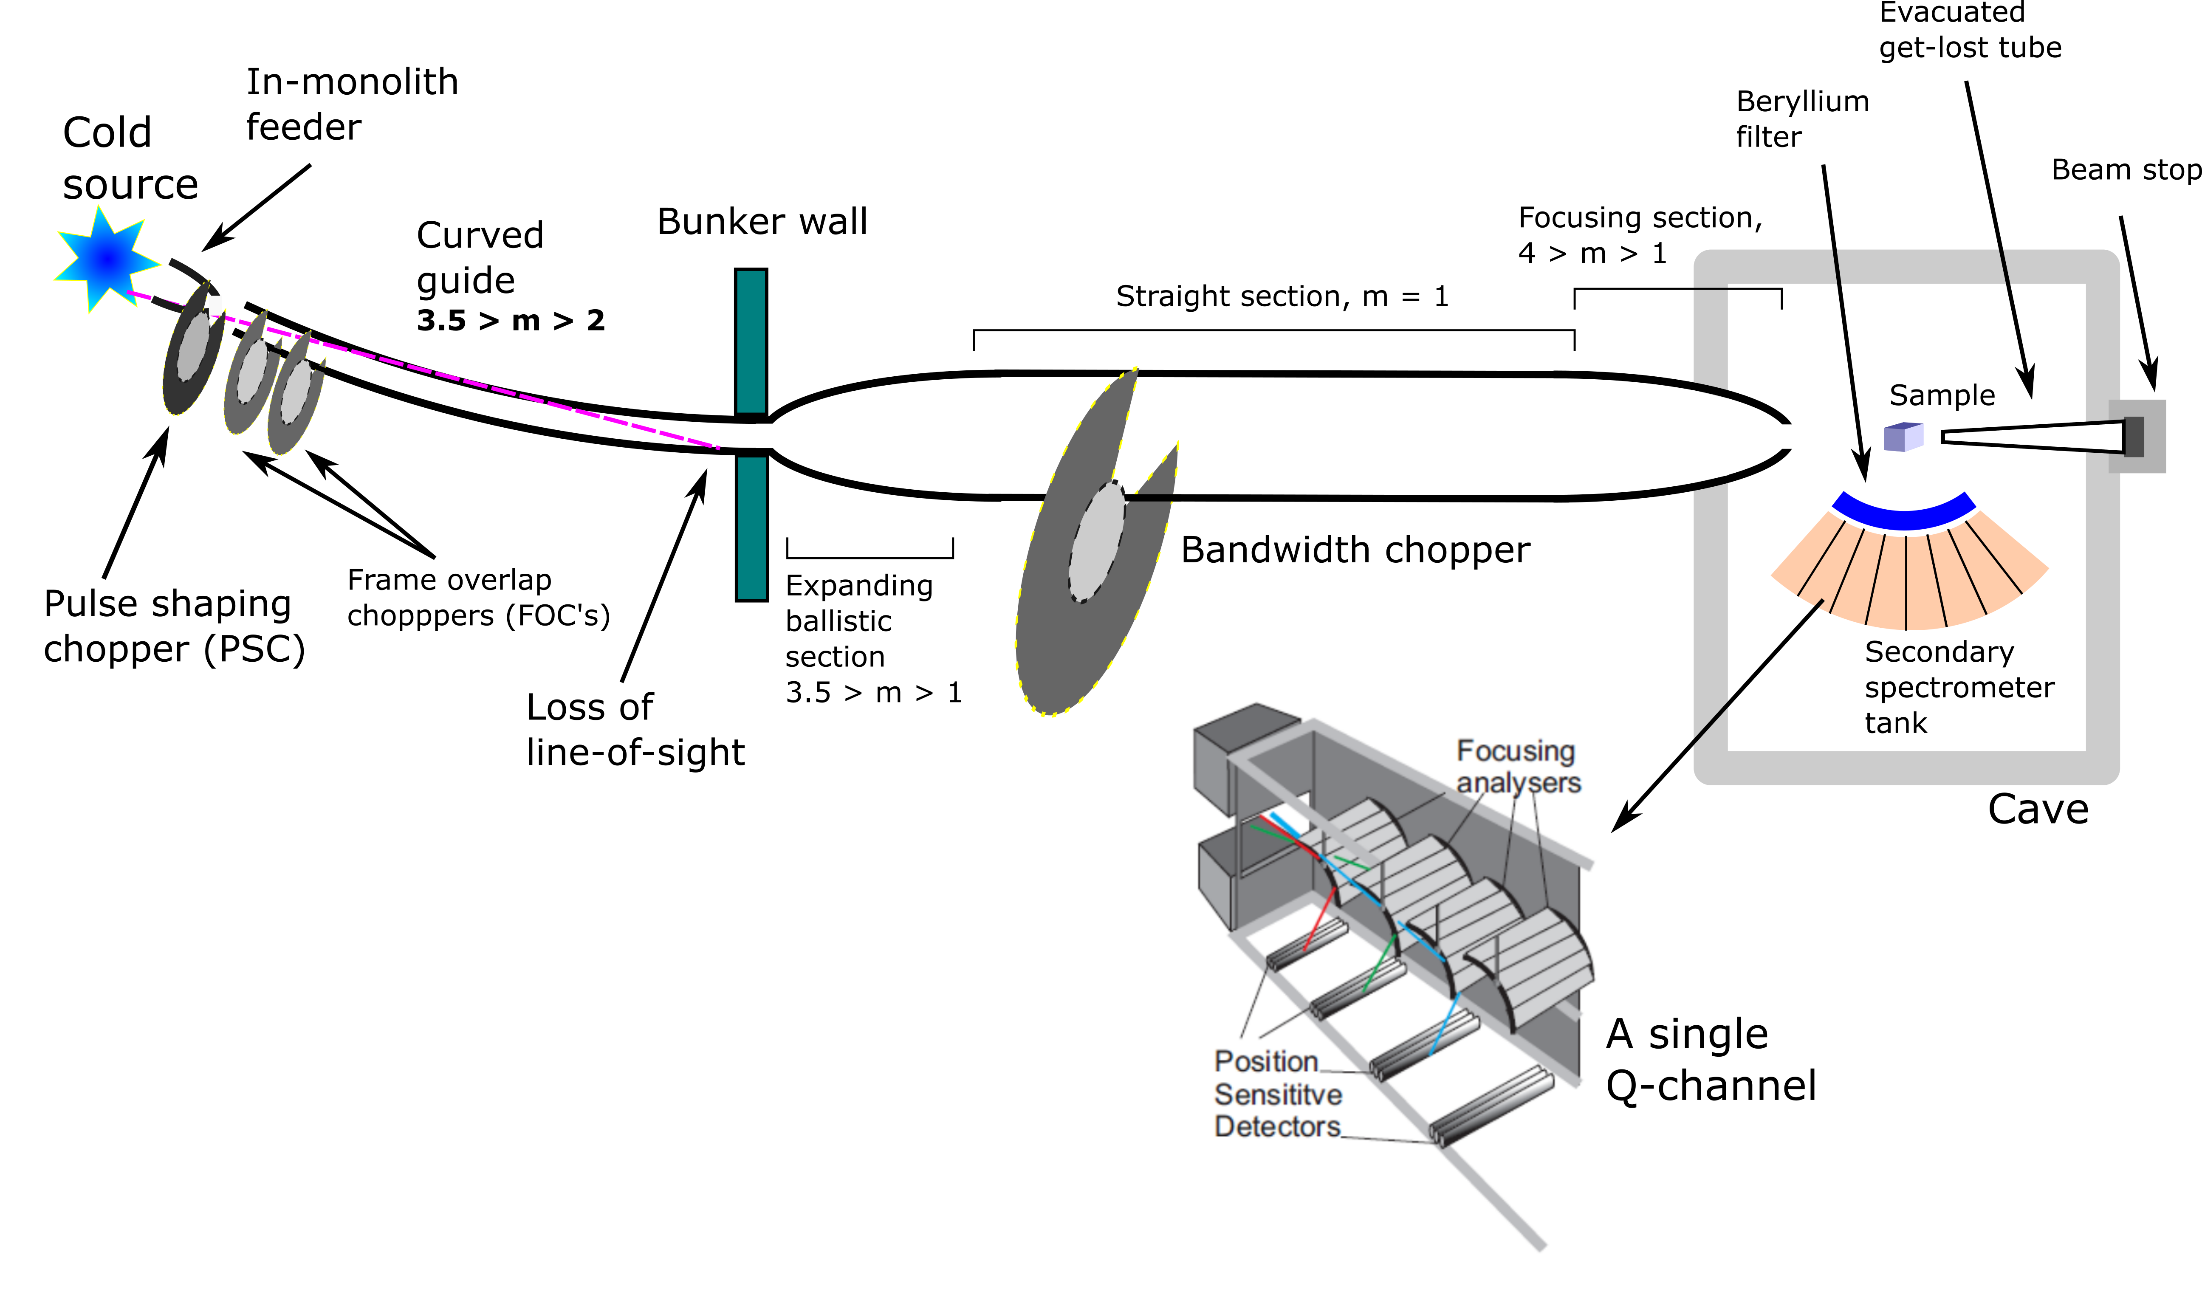 Evacuated
get-lost tube
In-monolith
feeder
Beryllium
filter
Cold
source
Beam stop
Curved
guide
3.5 > m > 2
Bunker wall
Focusing section,
4 > m > 1
Straight section, m = 1
Sample
Pulse shaping
chopper (PSC)
Frame overlap
chopppers (FOC's)
Expanding
ballistic
section
3.5 > m > 1
Bandwidth chopper
Loss of
line-of-sight
Secondary
spectrometer
tank
Cave
Focusing
analysers
Position
Sensititve
Detectors
A single
Q-channel